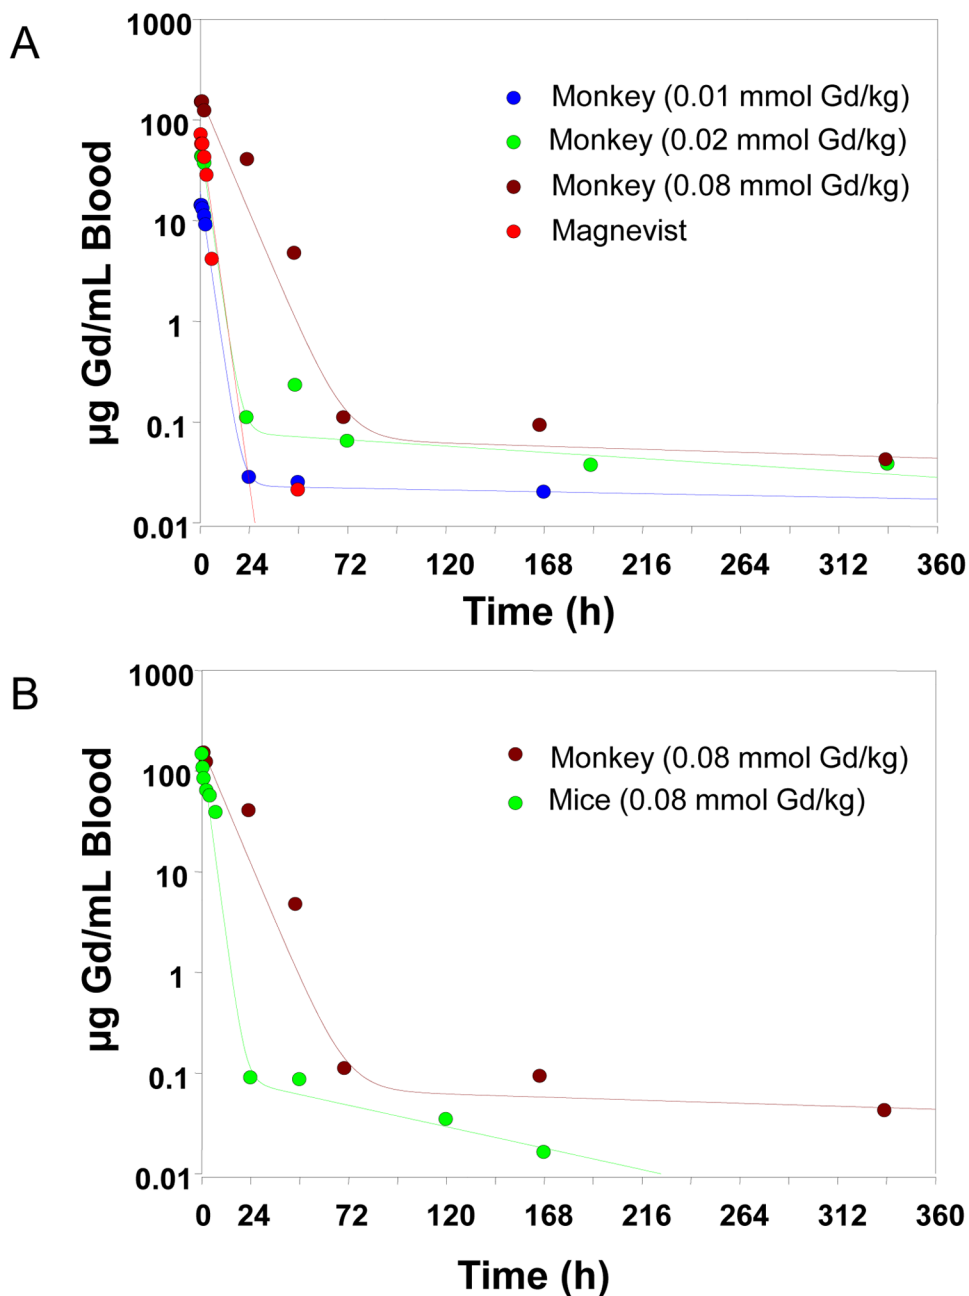 A
1000
100
10
1
0.1
0.01
µg Gd/mL Blood
Monkey (0.01 mmol Gd/kg)
Monkey (0.02 mmol Gd/kg)
Monkey (0.08 mmol Gd/kg)
Magnevist
0 24 72 120 168 216 264 312 360
Time (h)
B
1000
100
10
1
0.1
0.01
µg Gd/mL Blood
Monkey (0.08 mmol Gd/kg)
Mice (0.08 mmol Gd/kg)
0 24 72 120 168 216 264 312 360
Time (h)